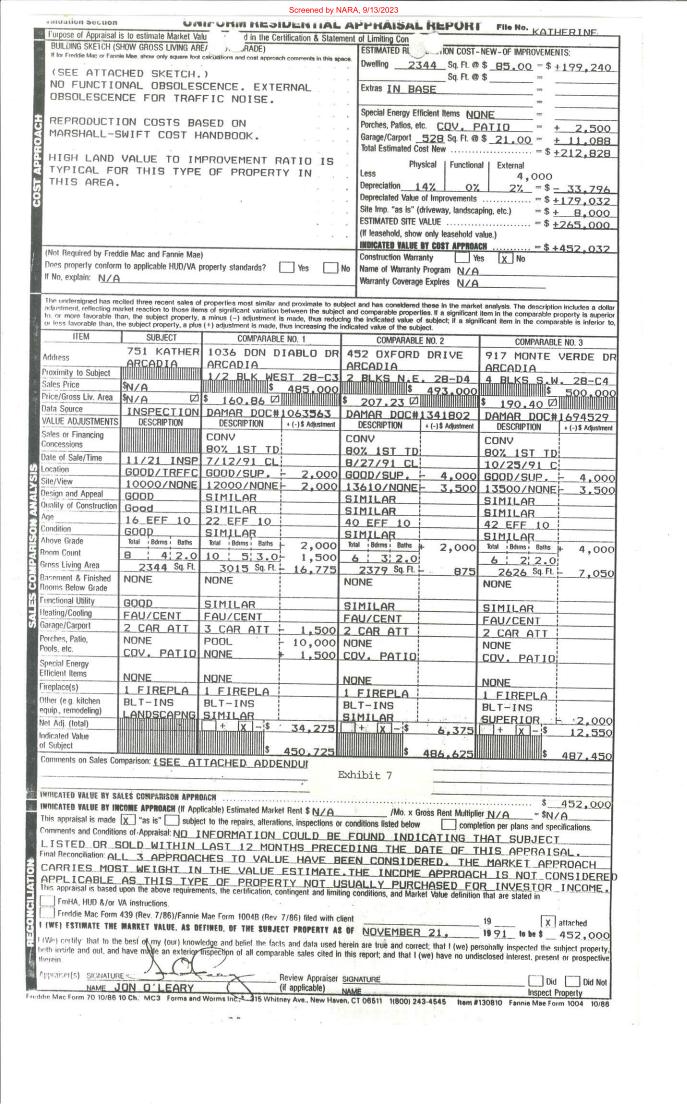 Screened by NARA, 9/13/2023
Valuation Section UNIFORM RESIDENTIAL APPRAISAL REPORT File No. KATHERINE
Purpose of Appraisal is to estimate Market Valu d in the Certification & Statement of Limiting Con
BUILDING SKETCH (SHOW GROSS LIVING AREA RADE)
If for Freddie Mac or Fannie Mae, show only square foot calculations and cost approach comments in this space.
(SEE ATTACHED SKETCH.)
NO FUNCTIONAL OBSOLESCENCE. EXTERNAL
OBSOLESCENCE FOR TRAFFIC NOISE.
REPRODUCTION COSTS BASED ON
MARSHALL-SWIFT COST HANDBOOK.
HIGH LAND VALUE TO IMPROVEMENT RATIO IS
TYPICAL FOR THIS TYPE OF PROPERTY IN
THIS AREA.
(Not Required by Freddie Mac and Fannie Mae)
Does property conform to applicable HUD/VA property standards? Yes No
If No, explain: N/A
COST APPROACH
ESTIMATED R COST-NEW-OF IMPROVEMENTS:
Dwelling 2344 Sq. Ft. @ $ 85.00 = $ +199,240
Sq. Ft. @ $ =
Extras IN BASE =
=
Special Energy Efficient Items NONE =
Porches, Patios, etc. COV. PATIO = + 2,500
Garage/Carport 528 Sq. Ft. @ $ 21.00 = + 11,088
Total Estimated Cost New = $ +212,828
Physical Functional External
Less 4,000
Depreciation 14% 0% 2% = $ - 33,796
Depreciated Value of Improvements = $ +179,032
Site Imp. "as is" (driveway, landscaping, etc.) = $ + 8,000
ESTIMATED SITE VALUE = $ +265,000
(If leasehold, show only leasehold value.)
INDICATED VALUE BY COST APPROACH = $ +452,032
Construction Warranty Yes X No
Name of Warranty Program N/A
Warranty Coverage Expires N/A
The undersigned has recited three recent sales of properties most similar and proximate to subject and has considered these in the market analysis. The description includes a dollar
adjustment, reflecting market reaction to those items of significant variation between the subject and comparable properties. If a significant item in the comparable property is superior
to, or more favorable than, the subject property, a minus (-) adjustment is made, thus reducing the indicated value of subject; if a significant item in the comparable is inferior to,
or less favorable than, the subject property, a plus (+) adjustment is made, thus increasing the indicated value of the subject.
SALES COMPARISON ANALYSIS
ITEM SUBJECT COMPARABLE NO. 1 COMPARABLE NO. 2 COMPARABLE NO. 3
Address 751 KATHER 1036 DON DIABLO DR 452 OXFORD DRIVE 917 MONTE VERDE DR
ARCADIA ARCADIA ARCADIA ARCADIA
Proximity to Subject 1/2 BLK WEST 28-C3 2 BLKS N.E. 28-D4 4 BLKS S.W. 28-C4
Sales Price $N/A $ 485,000 $ 493,000 $ 500,000
Price/Gross Liv. Area $N/A $ 160.86 $ 207.23 $ 190.40
Data Source INSPECTION DAMAR DOC#1063563 DAMAR DOC#1341802 DAMAR DOC#1694529
VALUE ADJUSTMENTS DESCRIPTION DESCRIPTION + (-) $ Adjustment DESCRIPTION + (-) $ Adjustment DESCRIPTION + (-) $ Adjustment
Sales or Financing CONV CONV CONV
Concessions 80% 1ST TD 80% 1ST TD 80% 1ST TD
Date of Sale/Time 11/21 INSP 7/12/91 CL 8/27/91 CL 10/25/91 C
Location GOOD/TRFFC GOOD/SUP. - 2,000 GOOD/SUP. - 4,000 GOOD/SUP. - 4,000
Site/View 10000/NONE 12000/NONE - 2,000 13610/NONE - 3,500 13500/NONE - 3,500
Design and Appeal GOOD SIMILAR SIMILAR SIMILAR
Quality of Construction Good SIMILAR SIMILAR SIMILAR
Age 16 EFF 10 22 EFF 10 40 EFF 10 42 EFF 10
Condition GOOD SIMILAR SIMILAR SIMILAR
Above Grade Total Bdrms Baths Total Bdrms Baths - 2,000 Total Bdrms Baths + 2,000 Total Bdrms Baths + 4,000
Room Count 8 4 2.0 10 5 3.0 - 1,500 6 3 2.0 6 2 2.0
Gross Living Area 2344 Sq. Ft. 3015 Sq. Ft. - 16,775 2379 Sq. Ft. - 875 2626 Sq. Ft. - 7,050
Basement & Finished NONE NONE NONE NONE
Rooms Below Grade
Functional Utility GOOD SIMILAR SIMILAR SIMILAR
Heating/Cooling FAU/CENT FAU/CENT FAU/CENT FAU/CENT
Garage/Carport 2 CAR ATT 3 CAR ATT - 1,500 2 CAR ATT 2 CAR ATT
Porches, Patio, NONE POOL - 10,000 NONE NONE
Pools, etc. COV. PATIO NONE + 1,500 COV. PATIO COV. PATIO
Special Energy
Efficient Items NONE NONE NONE NONE
Fireplace(s) 1 FIREPLA 1 FIREPLA 1 FIREPLA 1 FIREPLA
Other (e.g. kitchen BLT-INS BLT-INS BLT-INS BLT-INS
equip., remodeling) LANDSCAPNG SIMILAR SIMILAR SUPERIOR - 2,000
Net Adj. (total) + X - $ 34,275 + X - $ 6,375 + X - $ 12,550
Indicated Value
of Subject $ 450,725 $ 486,625 $ 487,450
Comments on Sales Comparison: (SEE ATTACHED ADDENDU
Exhibit 7
INDICATED VALUE BY SALES COMPARISON APPROACH $ 452,000
INDICATED VALUE BY INCOME APPROACH (If Applicable) Estimated Market Rent $ N/A /Mo. x Gross Rent Multiplier N/A = $N/A
This appraisal is made X "as is" subject to the repairs, alterations, inspections or conditions listed below completion per plans and specifications.
Comments and Conditions of Appraisal: NO INFORMATION COULD BE FOUND INDICATING THAT SUBJECT
LISTED OR SOLD WITHIN LAST 12 MONTHS PRECEDING THE DATE OF THIS APPRAISAL.
Final Reconciliation: ALL 3 APPROACHES TO VALUE HAVE BEEN CONSIDERED. THE MARKET APPROACH
CARRIES MOST WEIGHT IN THE VALUE ESTIMATE.THE INCOME APPROACH IS NOT CONSIDERED
APPLICABLE AS THIS TYPE OF PROPERTY NOT USUALLY PURCHASED FOR INVESTOR INCOME.
RECONCILIATION
This appraisal is based upon the above requirements, the certification, contingent and limiting conditions, and Market Value definition that are stated in
FmHA, HUD &/or VA instructions.
Freddie Mac Form 439 (Rev. 7/86)/Fannie Mae Form 1004B (Rev. 7/86) filed with client 19 X attached
I (WE) ESTIMATE THE MARKET VALUE, AS DEFINED, OF THE SUBJECT PROPERTY AS OF NOVEMBER 21, 1991 to be $ 452,000
I (We) certify that to the best of my (our) knowledge and belief the facts and data used herein are true and correct; that I (we) personally inspected the subject property,
both inside and out, and have made an exterior inspection of all comparable sales cited in this report; and that I (we) have no undisclosed interest, present or prospective
therein.
Appraiser(s) SIGNATURE Review Appraiser SIGNATURE Did Did Not
NAME JON O'LEARY (if applicable) NAME Inspect Property
Freddie Mac Form 70 10/86 10 Ch. MC3 Forms and Worms Inc. 315 Whitney Ave., New Haven, CT 06511 1(800) 243-4545 Item #130810 Fannie Mae Form 1004 10/86